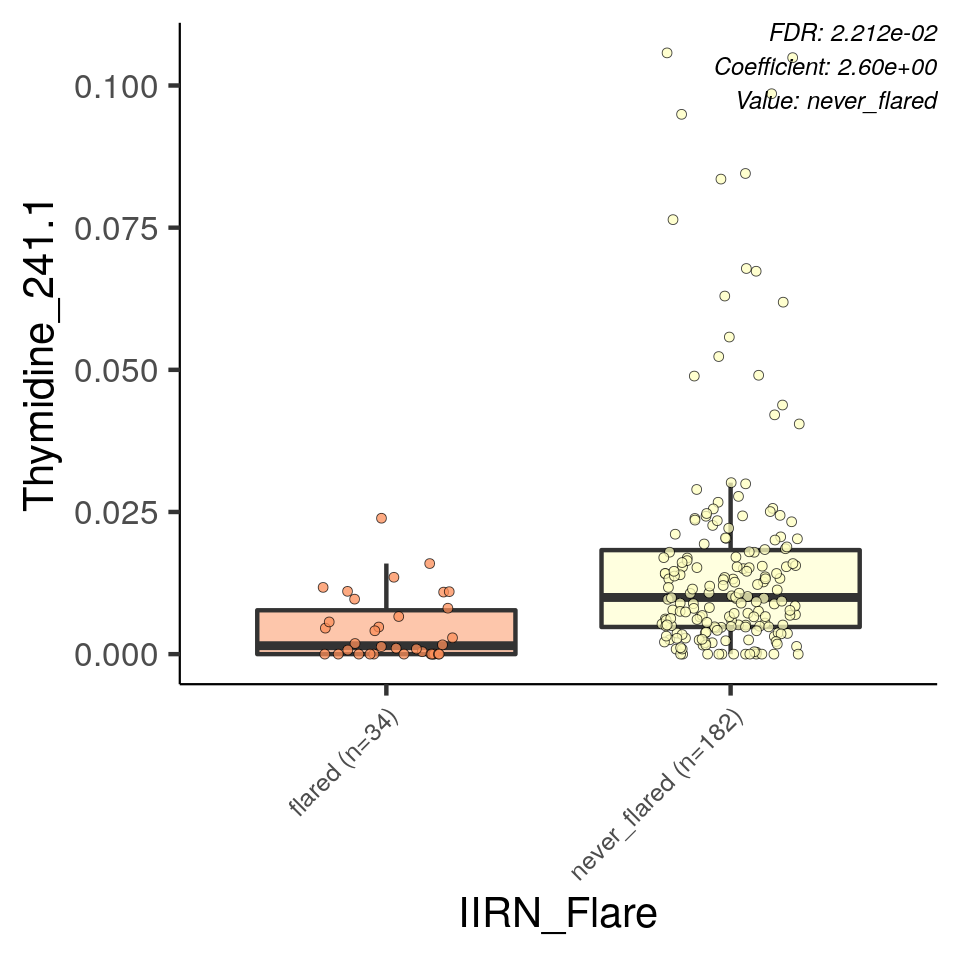 FDR: 2.212e-02
Coefficient: 2.60e+00
Value: never_flared
Thymidine_241.1
0.100
0.075
0.050
0.025
0.000
flared (n=34)
never_flared (n=182)
IIRN_Flare